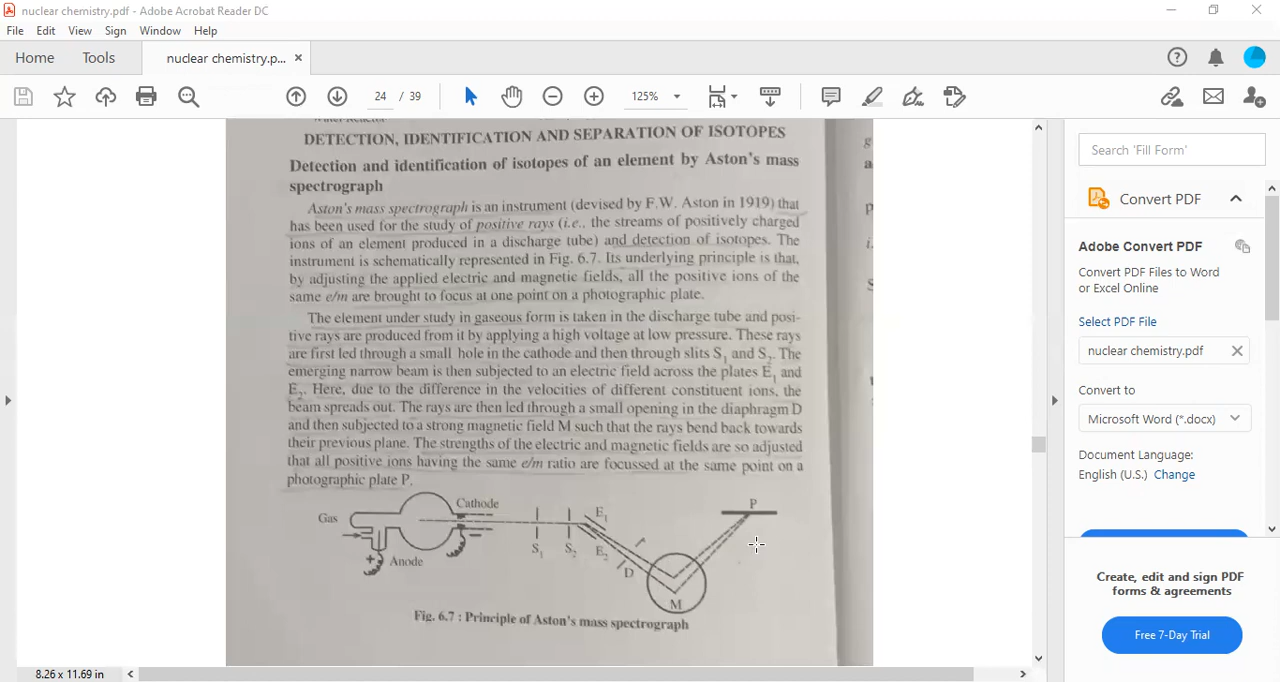 nuclear chemistry.pdf - Adobe Acrobat Reader DC
File Edit View Sign Window Help
Home Tools nuclear chemistry.p... ×
24 / 39 125%
DETECTION, IDENTIFICATION AND SEPARATION OF ISOTOPES
Detection and identification of isotopes of an element by Aston's mass
spectrograph
Aston's mass spectrograph is an instrument (devised by F.W. Aston in 1919) that
has been used for the study of positive rays (i.e., the streams of positively charged
ions of an element produced in a discharge tube) and detection of isotopes. The
instrument is schematically represented in Fig. 6.7. Its underlying principle is that,
by adjusting the applied electric and magnetic fields, all the positive ions of the
same e/m are brought to focus at one point on a photographic plate.
The element under study in gaseous form is taken in the discharge tube and posi-
tive rays are produced from it by applying a high voltage at low pressure. These rays
are first led through a small hole in the cathode and then through slits S₁ and S₂. The
emerging narrow beam is then subjected to an electric field across the plates E₁ and
E₂. Here, due to the difference in the velocities of different constituent ions, the
beam spreads out. The rays are then led through a small opening in the diaphragm D
and then subjected to a strong magnetic field M such that the rays bend back towards
their previous plane. The strengths of the electric and magnetic fields are so adjusted
that all positive ions having the same e/m ratio are focussed at the same point on a
photographic plate P.
Gas
Cathode
Anode
+
S₁
S₂
E₁
E₂
D
M
P
Fig. 6.7 : Principle of Aston's mass spectrograph
8.26 x 11.69 in
Search 'Fill Form'
Convert PDF
Adobe Convert PDF
Convert PDF Files to Word
or Excel Online
Select PDF File
nuclear chemistry.pdf ×
Convert to
Microsoft Word (*.docx)
Document Language:
English (U.S.) Change
Create, edit and sign PDF
forms & agreements
Free 7-Day Trial